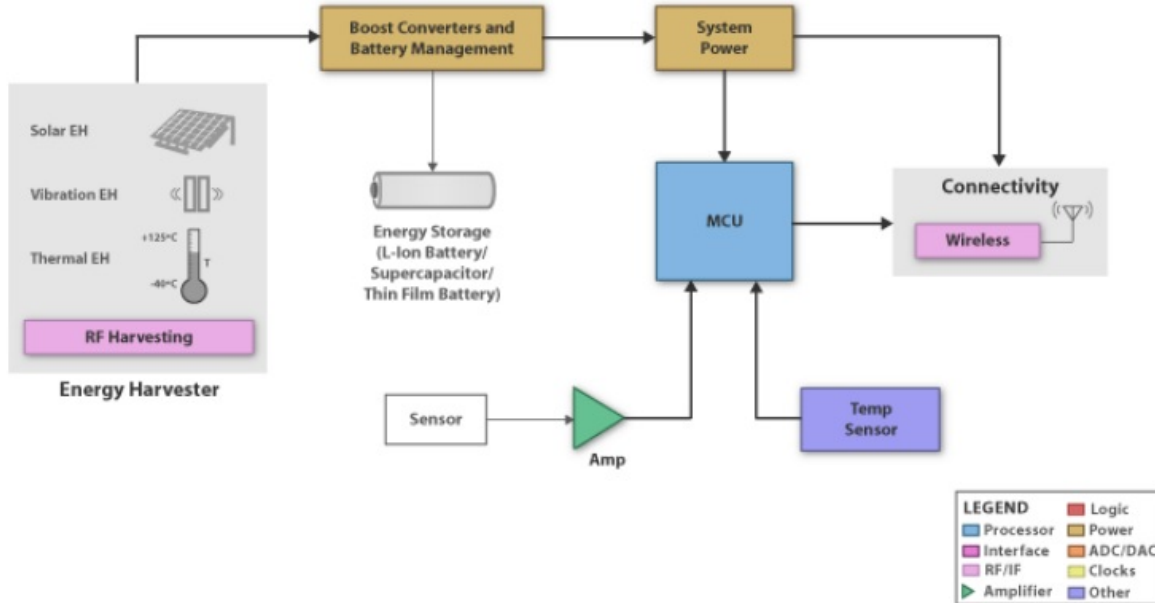 Boost Converters and
Battery Management
System
Power
Solar EH
Vibration EH
+125°C
Thermal EH
T
-40°C
RF Harvesting
Energy Harvester
Energy Storage
(L-Ion Battery/
Supercapacitor/
Thin Film Battery)
MCU
Connectivity
Wireless
Sensor
Amp
Temp
Sensor
LEGEND
Processor
Interface
RF/IF
Amplifier
Logic
Power
ADC/DAC
Clocks
Other